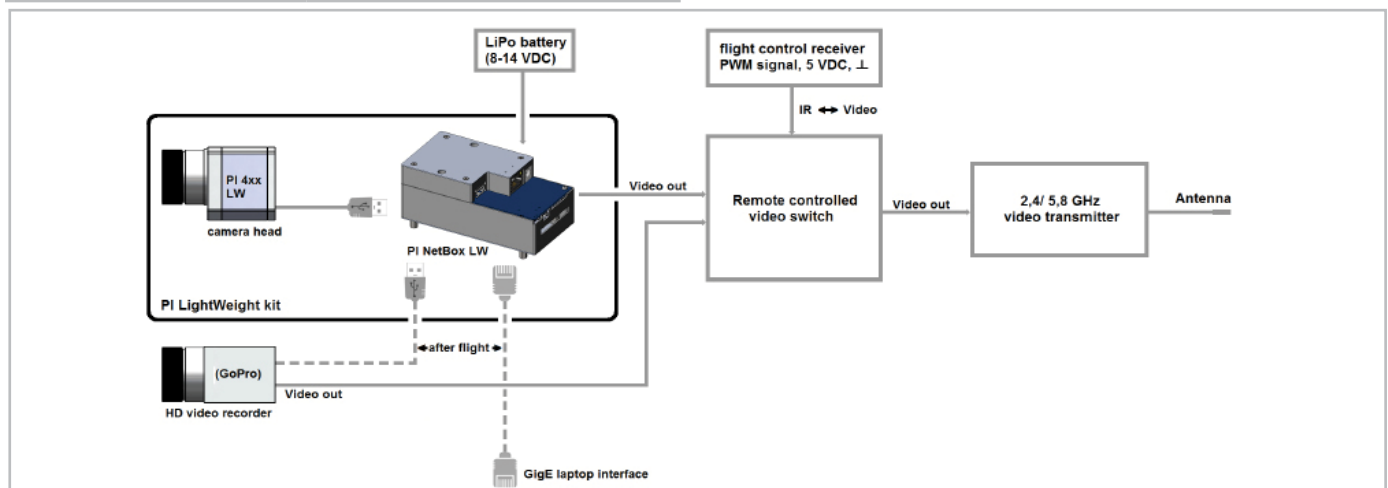 LiPo battery
(8-14 VDC)
flight control receiver
PWM signal, 5 VDC, ⊥
IR ↔ Video
PI 4xx
LW
camera head
PI NetBox LW
Video out
Remote controlled
video switch
Video out
2,4/ 5,8 GHz
video transmitter
Antenna
PI LightWeight kit
after flight
(GoPro)
Video out
HD video recorder
GigE laptop interface